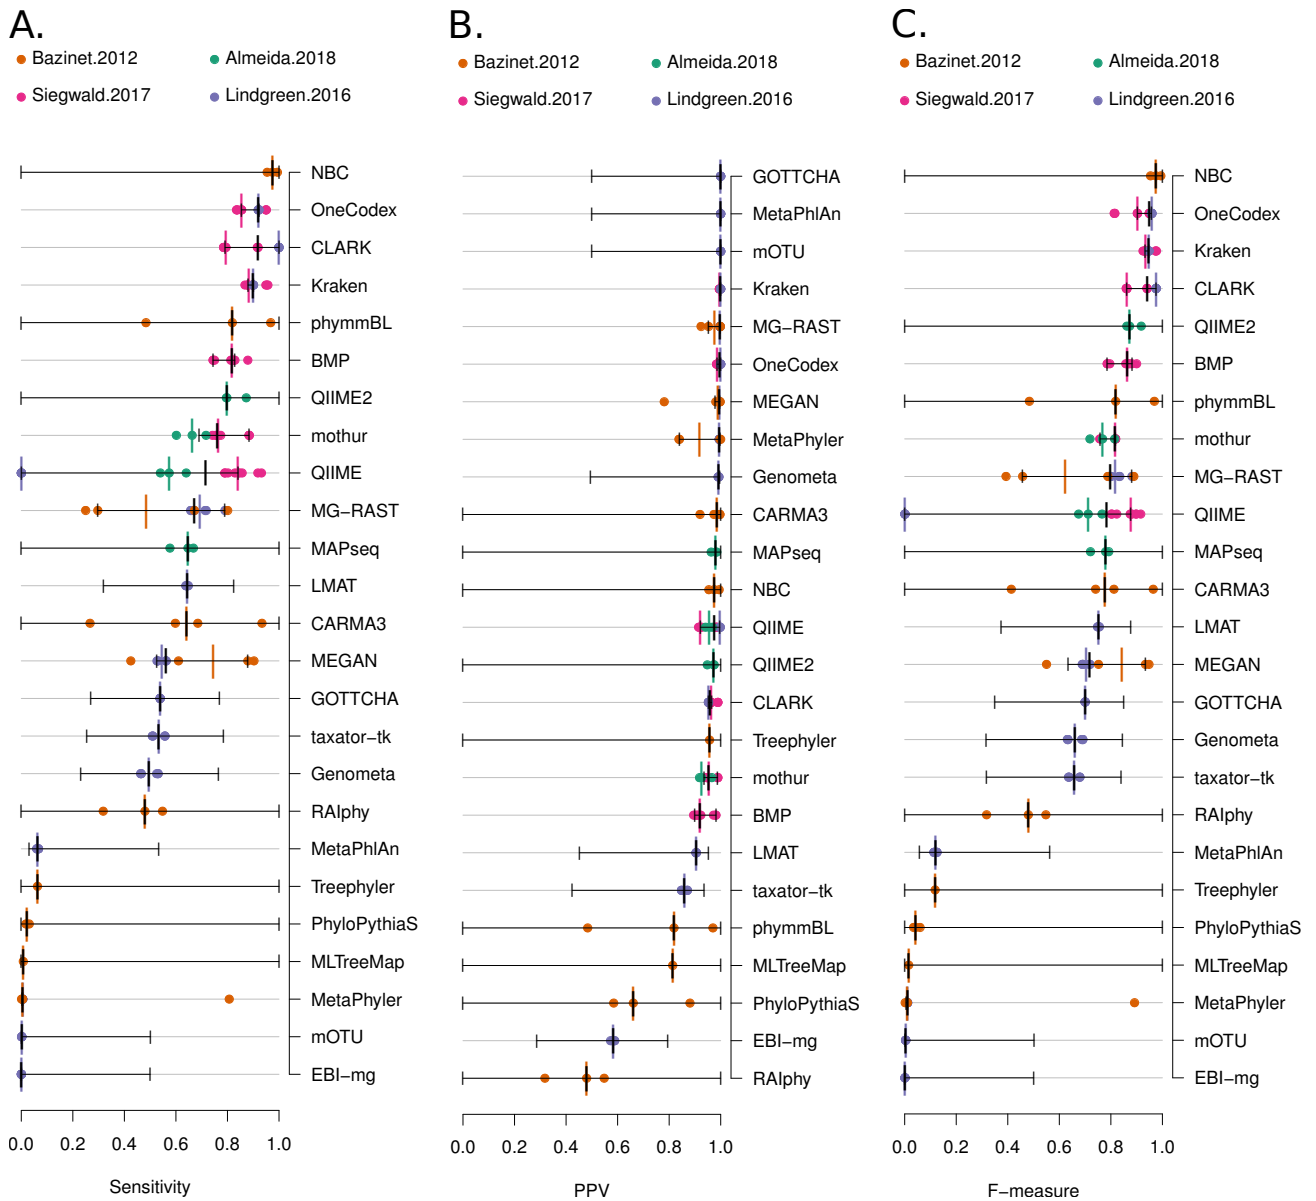 A.
Bazinet.2012
Almeida.2018
Siegwald.2017
Lindgreen.2016
NBC
OneCodex
CLARK
Kraken
phymmBL
BMP
QIIME2
mothur
QIIME
MG−RAST
MAPseq
LMAT
CARMA3
MEGAN
GOTTCHA
taxator−tk
Genometa
RAIphy
MetaPhlAn
Treephyler
PhyloPythiaS
MLTreeMap
MetaPhyler
mOTU
EBI−mg
0.0 0.2 0.4 0.6 0.8 1.0
Sensitivity
B.
Bazinet.2012
Almeida.2018
Siegwald.2017
Lindgreen.2016
GOTTCHA
MetaPhlAn
mOTU
Kraken
MG−RAST
OneCodex
MEGAN
MetaPhyler
Genometa
CARMA3
MAPseq
NBC
QIIME
QIIME2
CLARK
Treephyler
mothur
BMP
LMAT
taxator−tk
phymmBL
MLTreeMap
PhyloPythiaS
EBI−mg
RAIphy
0.0 0.2 0.4 0.6 0.8 1.0
PPV
C.
Bazinet.2012
Almeida.2018
Siegwald.2017
Lindgreen.2016
NBC
OneCodex
Kraken
CLARK
QIIME2
BMP
phymmBL
mothur
MG−RAST
QIIME
MAPseq
CARMA3
LMAT
MEGAN
GOTTCHA
Genometa
taxator−tk
RAIphy
MetaPhlAn
Treephyler
PhyloPythiaS
MLTreeMap
MetaPhyler
mOTU
EBI−mg
0.0 0.2 0.4 0.6 0.8 1.0
F−measure